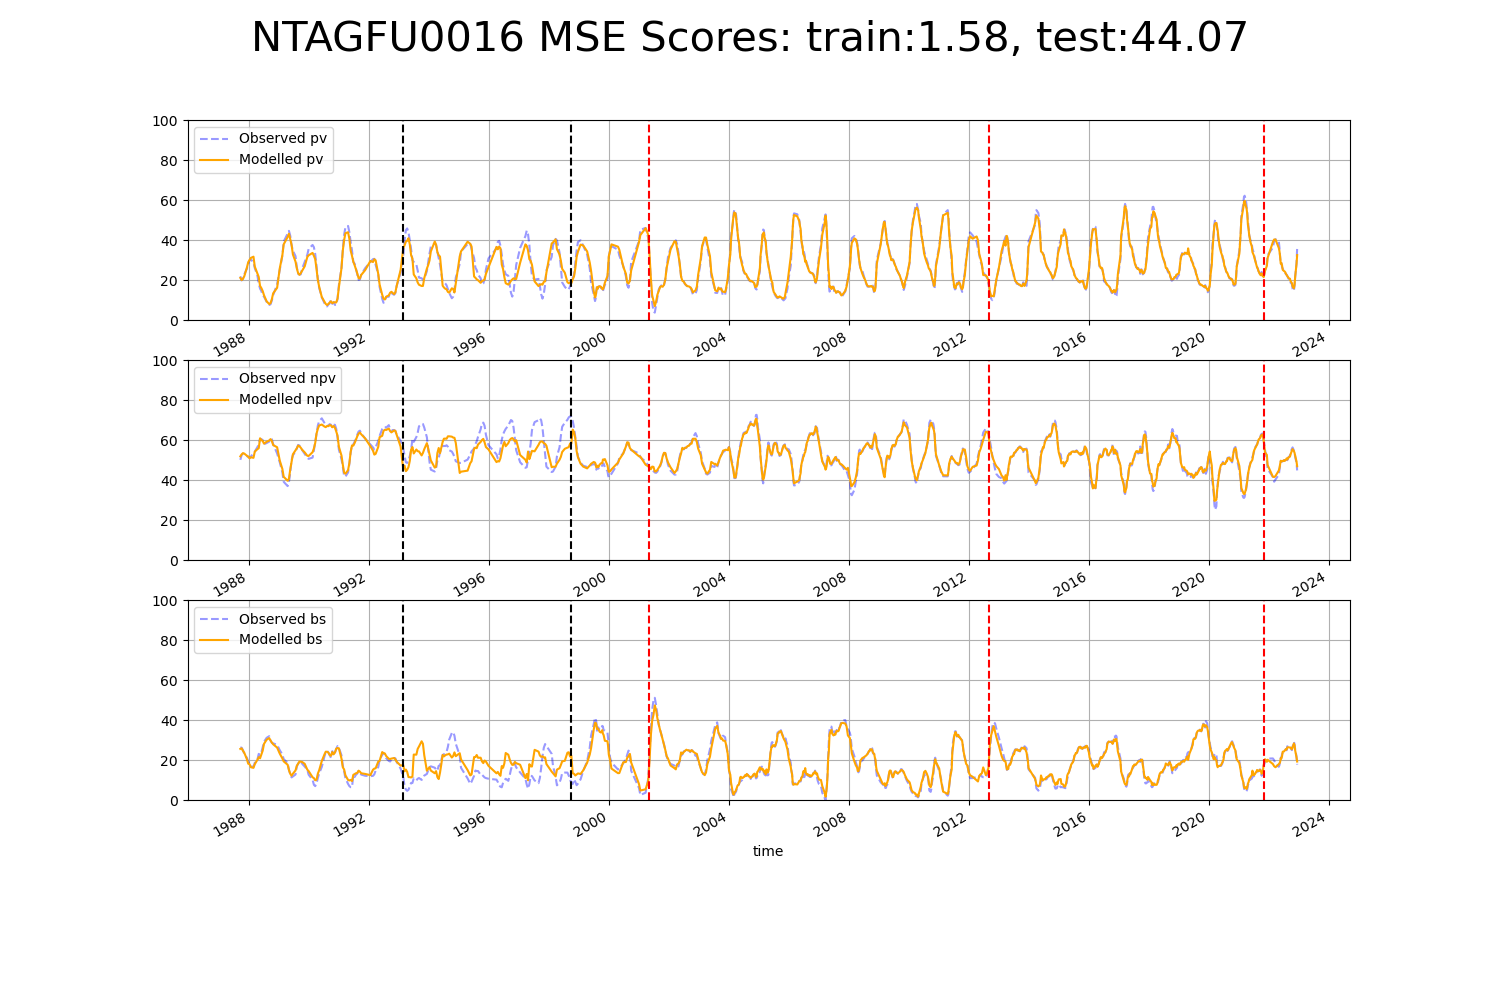 NTAGFU0016 MSE Scores: train:1.58, test:44.07
100
80
60
40
20
0
Observed pv
Modelled pv
1988 1992 1996 2000 2004 2008 2012 2016 2020 2024
100
80
60
40
20
0
Observed npv
Modelled npv
1988 1992 1996 2000 2004 2008 2012 2016 2020 2024
100
80
60
40
20
0
Observed bs
Modelled bs
1988 1992 1996 2000 2004 2008 2012 2016 2020 2024
time